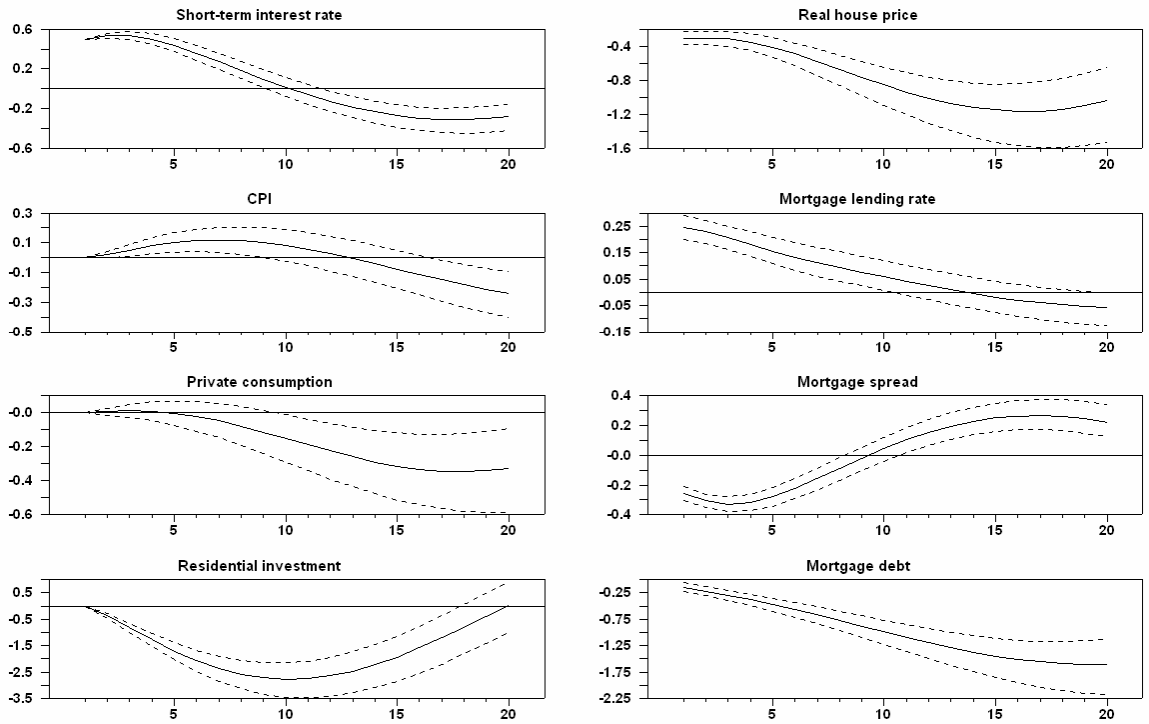 Short-term interest rate
0.6
0.2
-0.2
-0.6
5 10 15 20
Real house price
-0.4
-0.8
-1.2
-1.6
5 10 15 20
CPI
0.3
0.1
-0.1
-0.3
-0.5
5 10 15 20
Mortgage lending rate
0.25
0.15
0.05
-0.05
-0.15
5 10 15 20
Private consumption
-0.0
-0.2
-0.4
-0.6
5 10 15 20
Mortgage spread
0.4
0.2
-0.0
-0.2
-0.4
5 10 15 20
Residential investment
0.5
-0.5
-1.5
-2.5
-3.5
5 10 15 20
Mortgage debt
-0.25
-0.75
-1.25
-1.75
-2.25
5 10 15 20